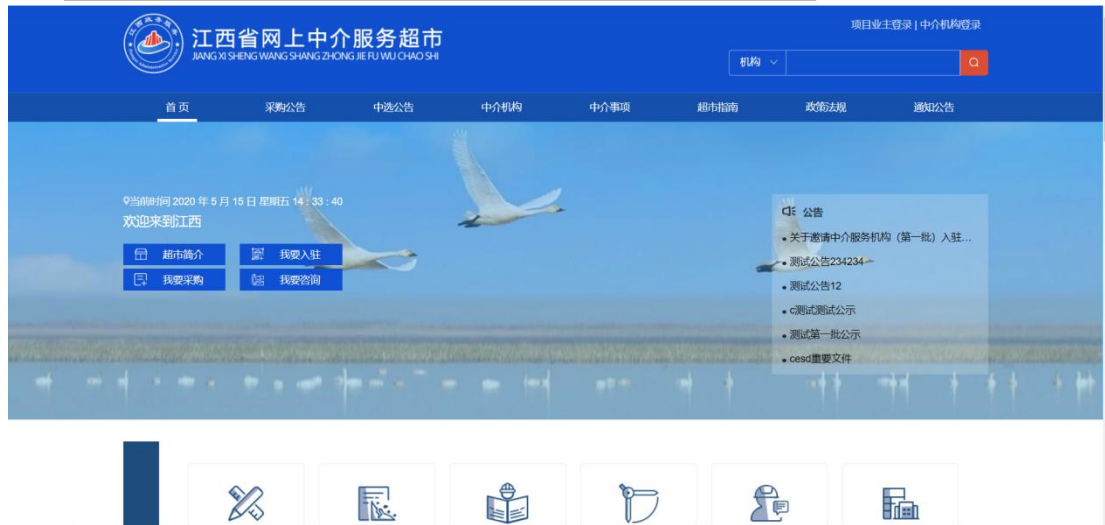 江西省网上中介服务超市
JIANG XI SHENG WANG SHANG ZHONG JIE FU WU CHAO SHI
项目业主登录 | 中介机构登录
机构
首页 采购公告 中选公告 中介机构 中介事项 超市指南 政策法规 通知公告
当前时间 2020 年 5 月 15 日 星期五 14 : 33 : 40
欢迎来到江西
超市简介 我要入驻
我要采购 我要咨询
公告
关于邀请中介服务机构（第一批）入驻...
测试公告234234
测试公告12
c测试测试公示
测试第一批公示
cesd重要文件